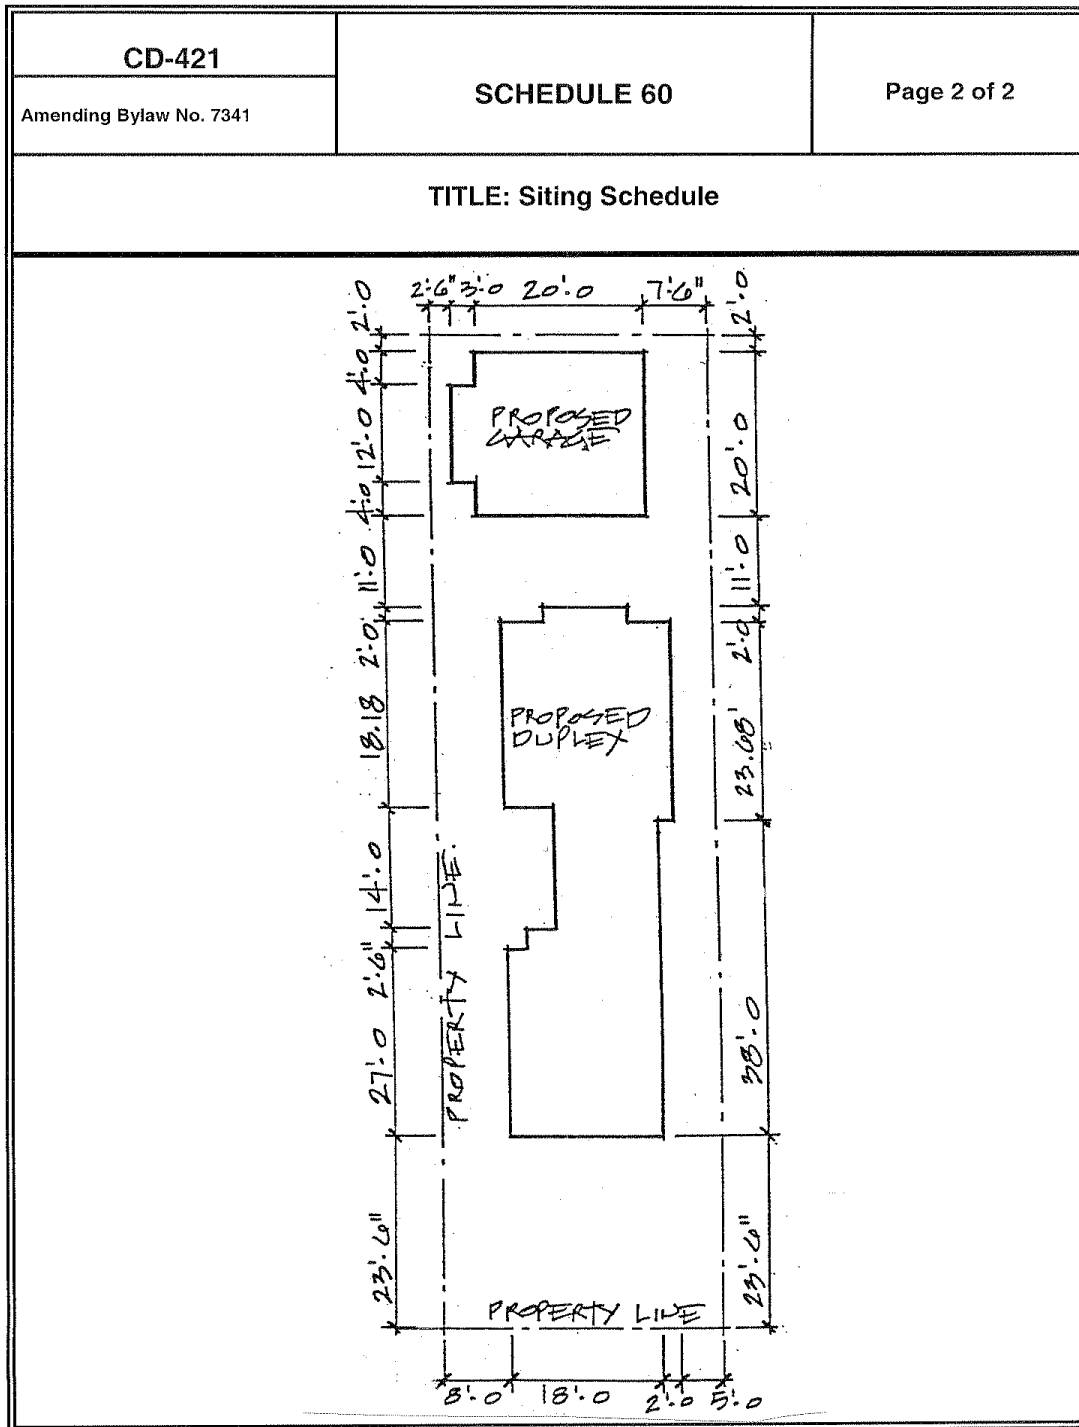 CD-421
Amending Bylaw No. 7341
SCHEDULE 60
Page 2 of 2
TITLE: Siting Schedule
2'-6" 3'-0 20'-0 7'-6"
2'-0
4'-0
12'-0
4'-0
11'-0
2'-0
18.18
14'-0
2'-6"
27'-0
23'-6"
PROPOSED
GARAGE
PROPOSED
DUPLEX
PROPERTY LINE.
2'-0
20'-0
11'-0
2'-0
23.68'
38'-0
23'-6"
PROPERTY LINE
8'-0 18'-0 2'-0 5'-0